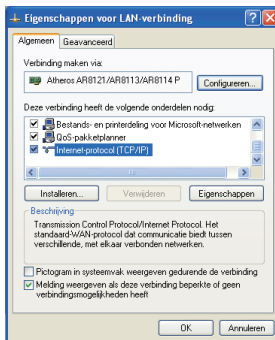 Eigenschappen voor LAN-verbinding
Algemeen Geavanceerd
Verbinding maken via:
Atheros AR8121/AR8113/AR8114 P
Configureren...
Deze verbinding heeft de volgende onderdelen nodig:
Bestands- en printerdeling voor Microsoft-netwerken
QoS-pakketplanner
Internet-protocol (TCP/IP)
Installeren... Verwijderen Eigenschappen
Beschrijving
Transmission Control Protocol/Internet Protocol. Het
standaard-WAN-protocol dat communicatie biedt tussen
verschillende, met elkaar verbonden netwerken.
Pictogram in systeemvak weergeven gedurende de verbinding
Melding weergeven als deze verbinding beperkte of geen
verbindingsmogelijkheden heeft
OK Annuleren